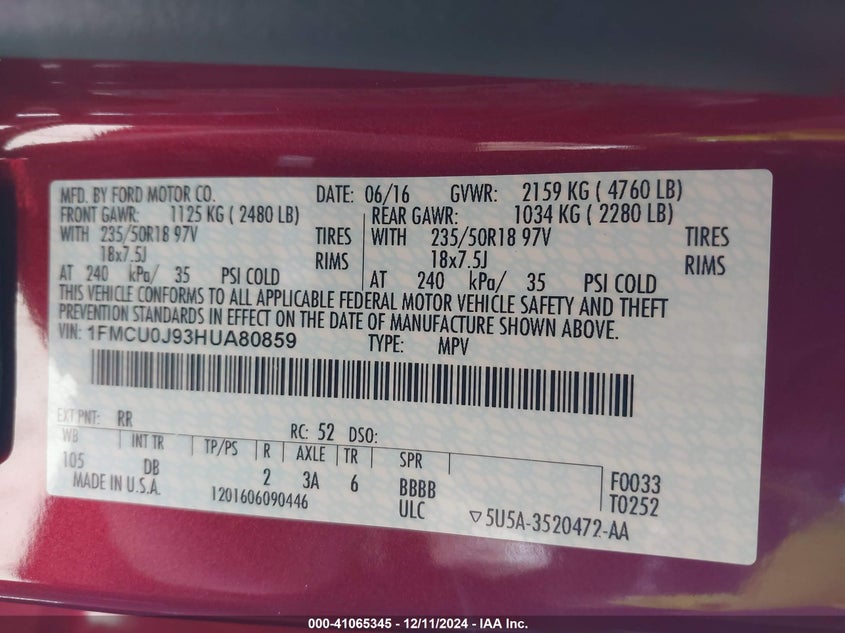 MFD. BY FORD MOTOR CO. DATE: 06/16 GVWR: 2159 KG ( 4760 LB)
FRONT GAWR: 1125 KG ( 2480 LB) REAR GAWR: 1034 KG ( 2280 LB)
WITH 235/50R18 97V TIRES WITH 235/50R18 97V TIRES
18x7.5J RIMS 18x7.5J RIMS
AT 240 kPa/ 35 PSI COLD AT 240 kPa/ 35 PSI COLD
THIS VEHICLE CONFORMS TO ALL APPLICABLE FEDERAL MOTOR VEHICLE SAFETY AND THEFT
PREVENTION STANDARDS IN EFFECT ON THE DATE OF MANUFACTURE SHOWN ABOVE.
VIN: 1FMCU0J93HUA80859 TYPE: MPV
EXT PNT: RR RC: 52 DSO:
WB INT TR TP/PS R AXLE TR SPR
105 DB 2 3A 6 BBBB F0033
MADE IN U.S.A. 1201606090446 ULC T0252
▽5U5A-3520472-AA
000-41065345 - 12/11/2024 - IAA Inc.